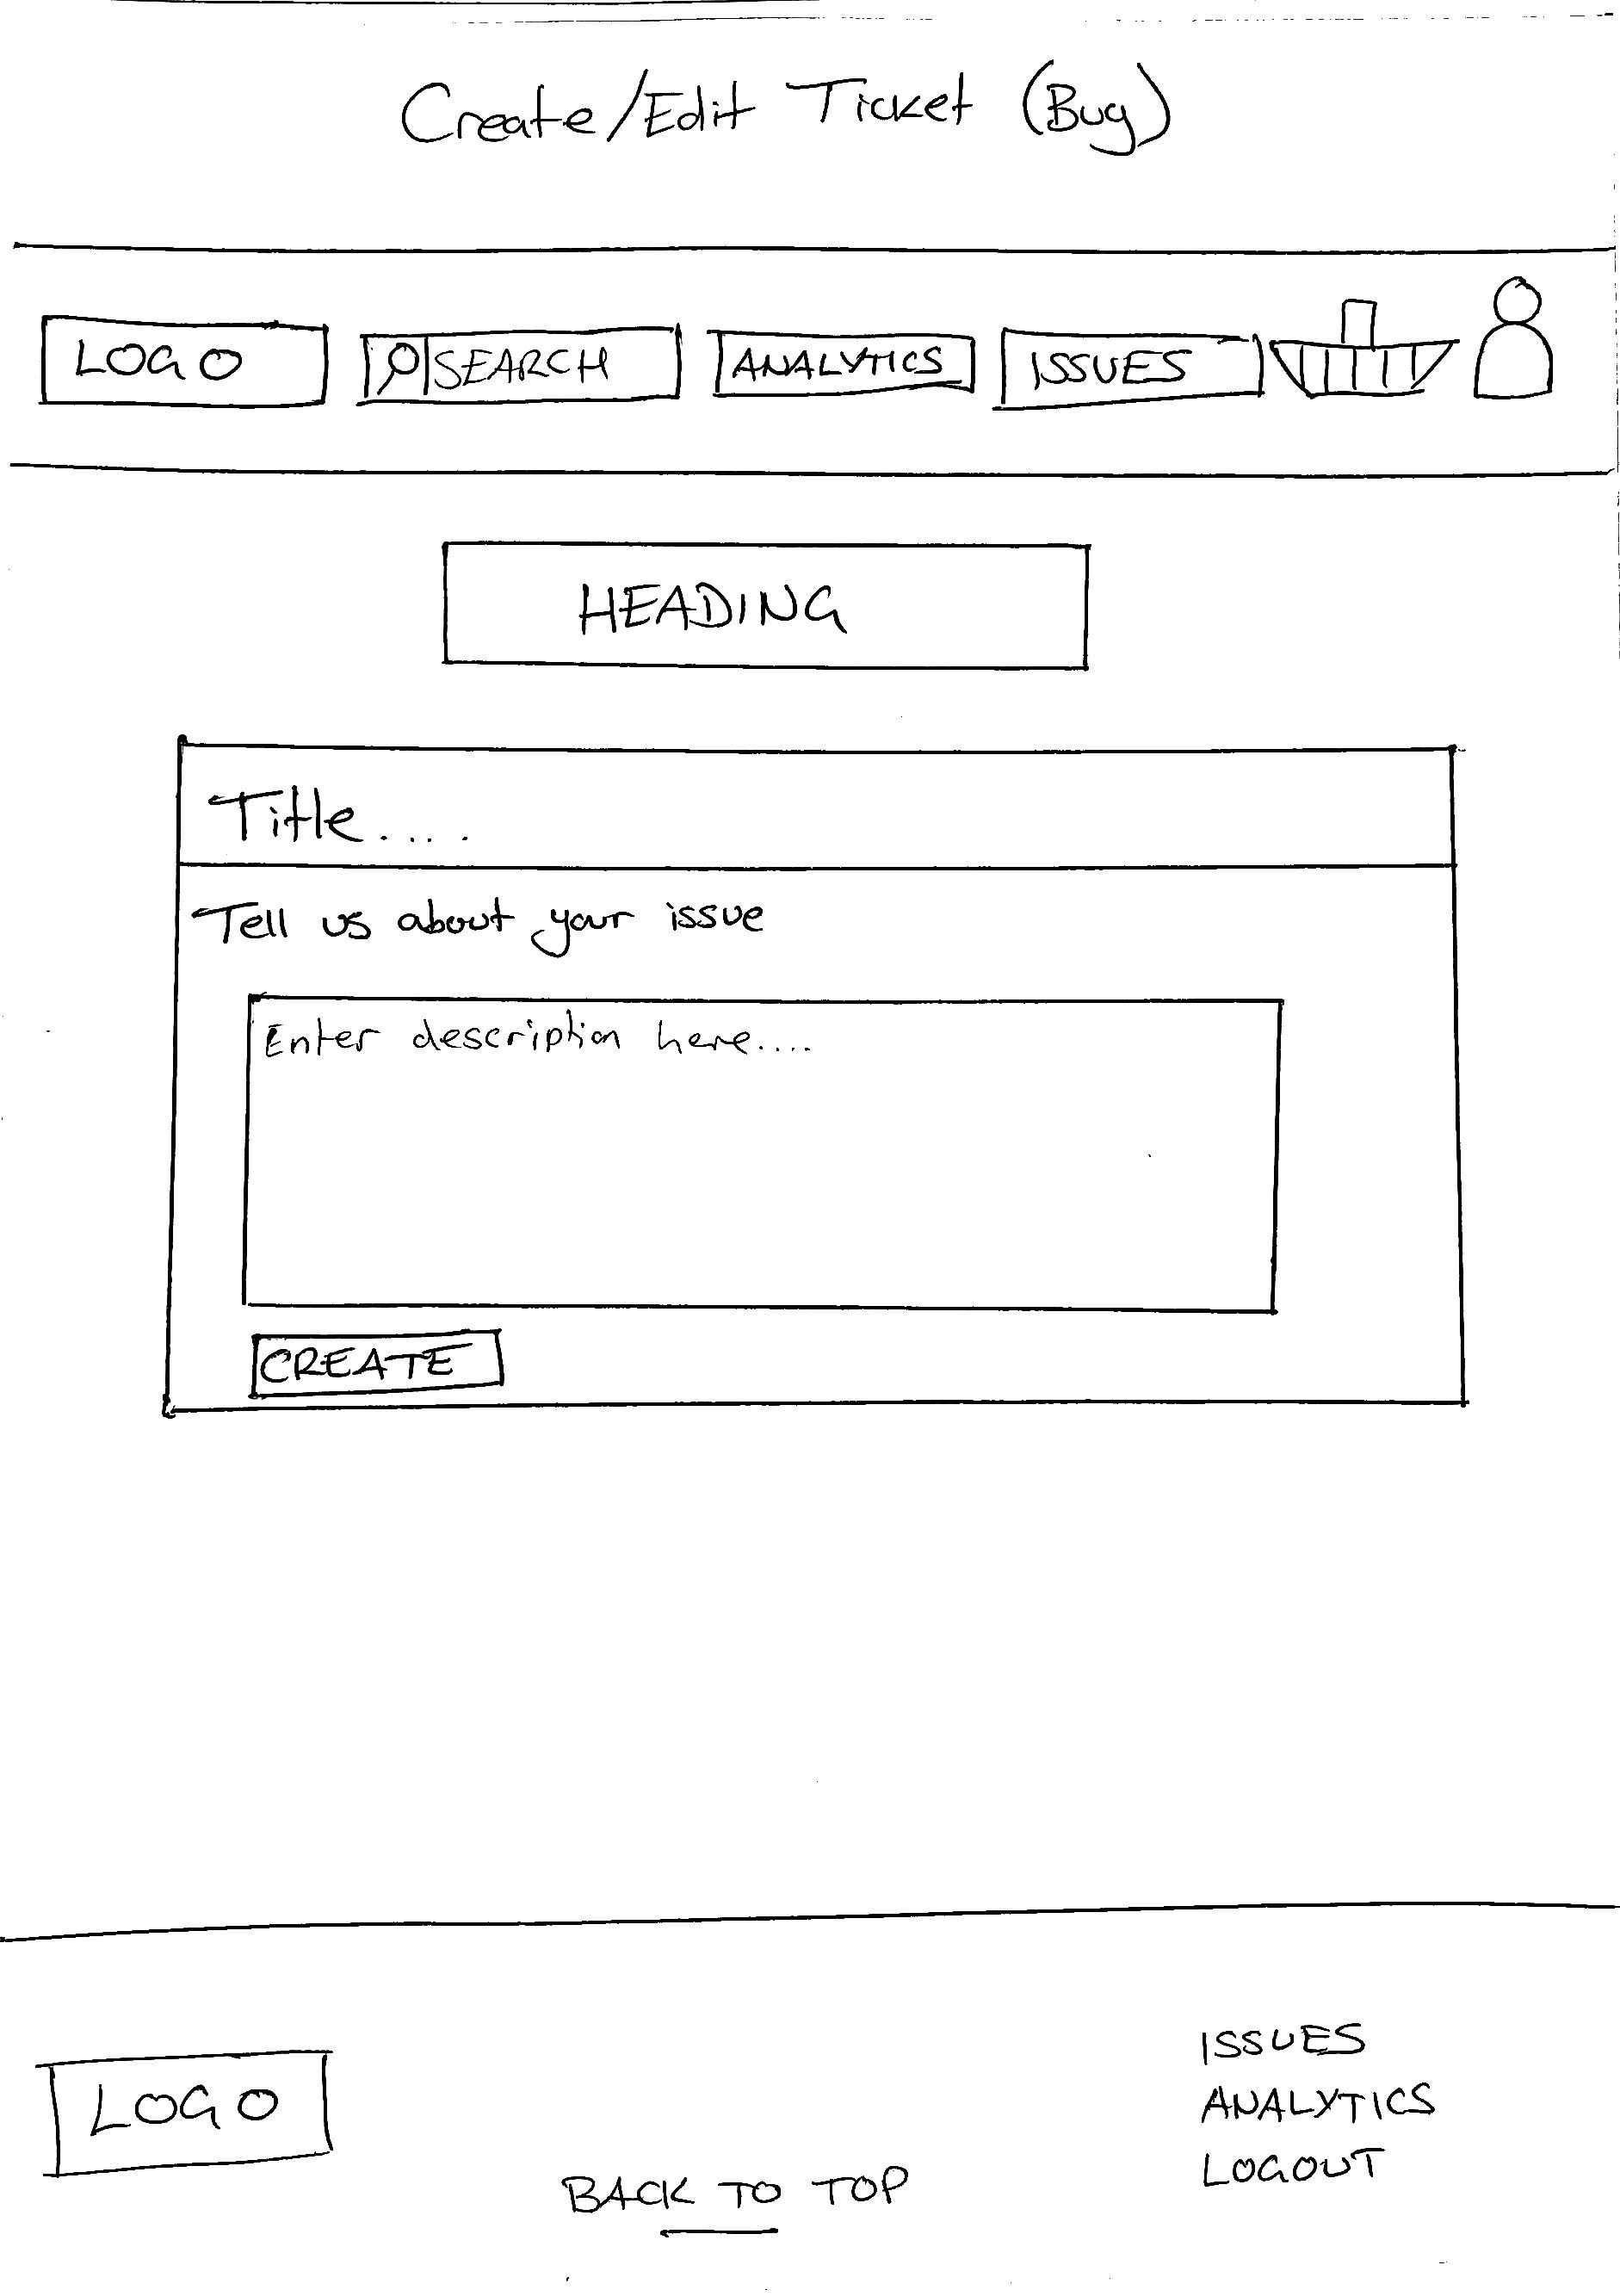 Create/Edit Ticket (Bug)
LOGO SEARCH ANALYTICS ISSUES
HEADING
Title....
Tell us about your issue
Enter description here....
CREATE
LOGO
BACK TO TOP
ISSUES
ANALYTICS
LOGOUT